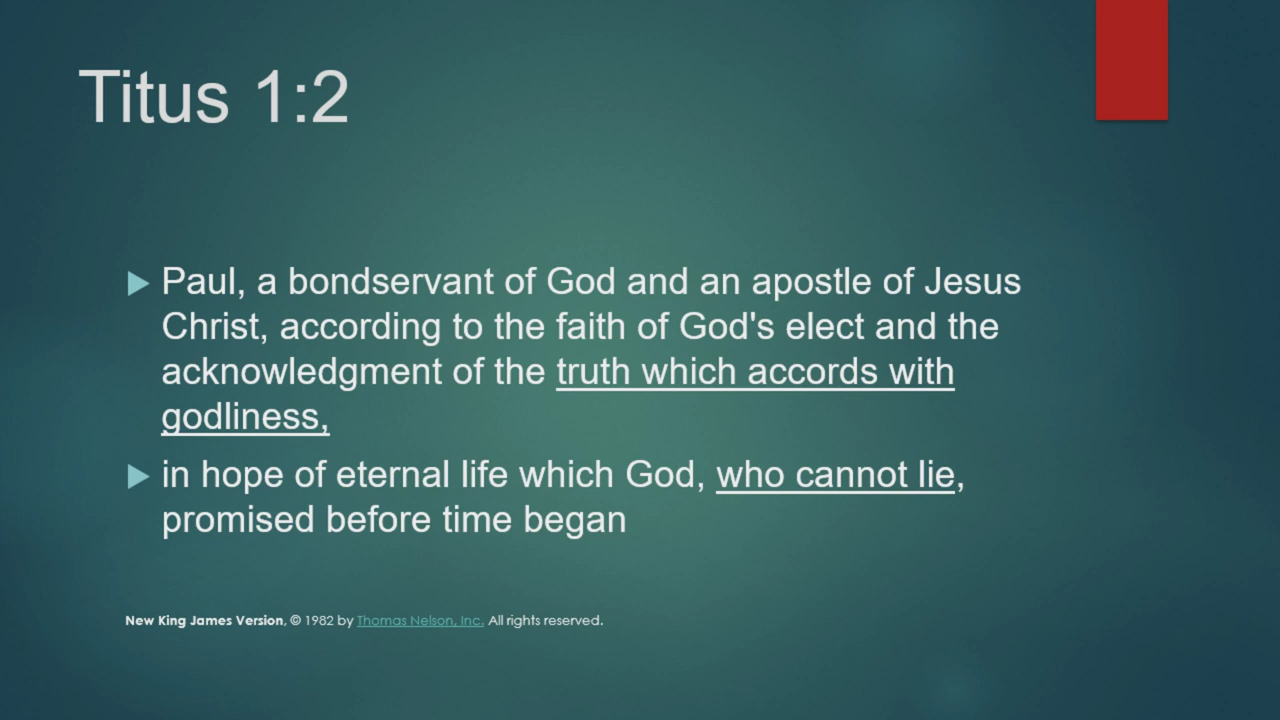 Titus 1:2
Paul, a bondservant of God and an apostle of Jesus
Christ, according to the faith of God's elect and the
acknowledgment of the truth which accords with
godliness,
in hope of eternal life which God, who cannot lie,
promised before time began
New King James Version, © 1982 by Thomas Nelson, Inc. All rights reserved.